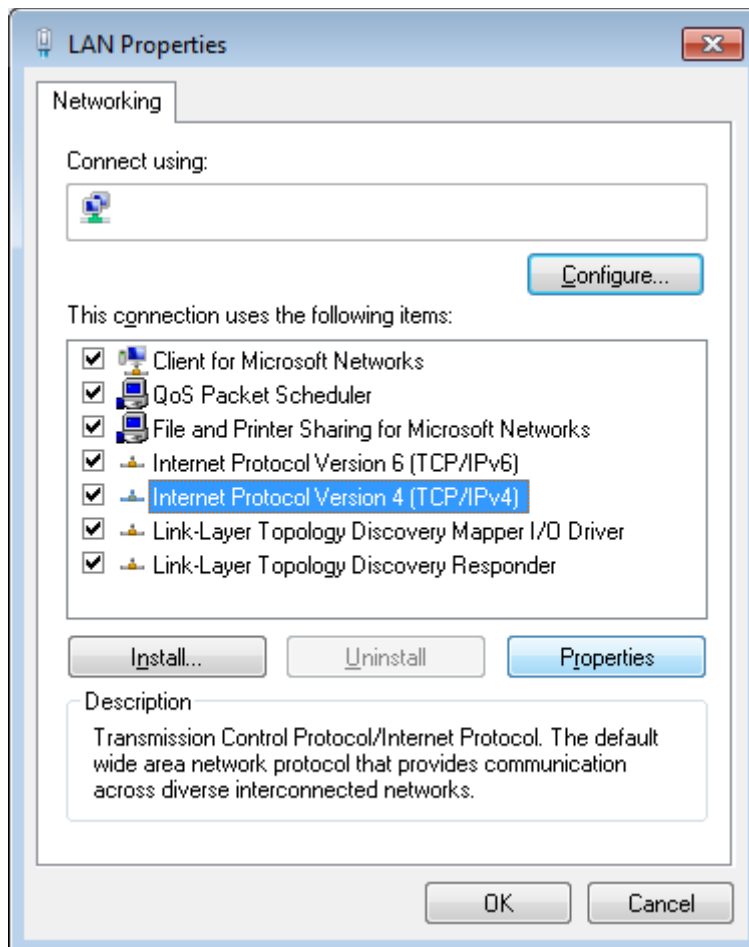 LAN Properties
Networking
Connect using:
Configure...
This connection uses the following items:
Client for Microsoft Networks
QoS Packet Scheduler
File and Printer Sharing for Microsoft Networks
Internet Protocol Version 6 (TCP/IPv6)
Internet Protocol Version 4 (TCP/IPv4)
Link-Layer Topology Discovery Mapper I/O Driver
Link-Layer Topology Discovery Responder
Install... Uninstall Properties
Description
Transmission Control Protocol/Internet Protocol. The default
wide area network protocol that provides communication
across diverse interconnected networks.
OK Cancel